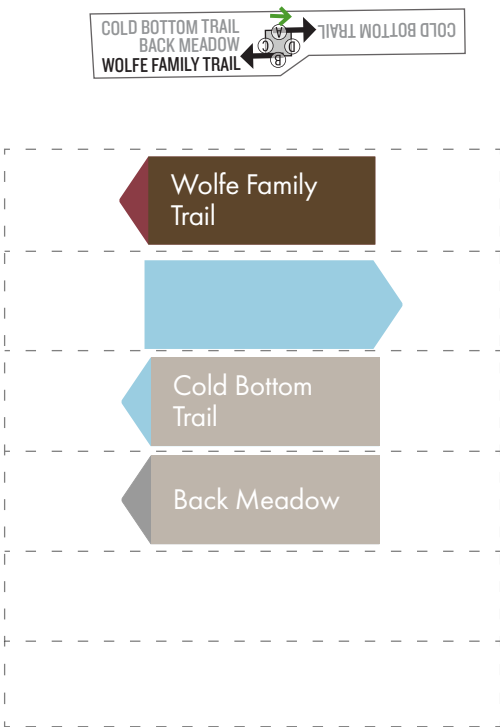 COLD BOTTOM TRAIL
BACK MEADOW
WOLFE FAMILY TRAIL
A
B
C
D
COLD BOTTOM TRAIL
Wolfe Family
Trail
Cold Bottom
Trail
Back Meadow